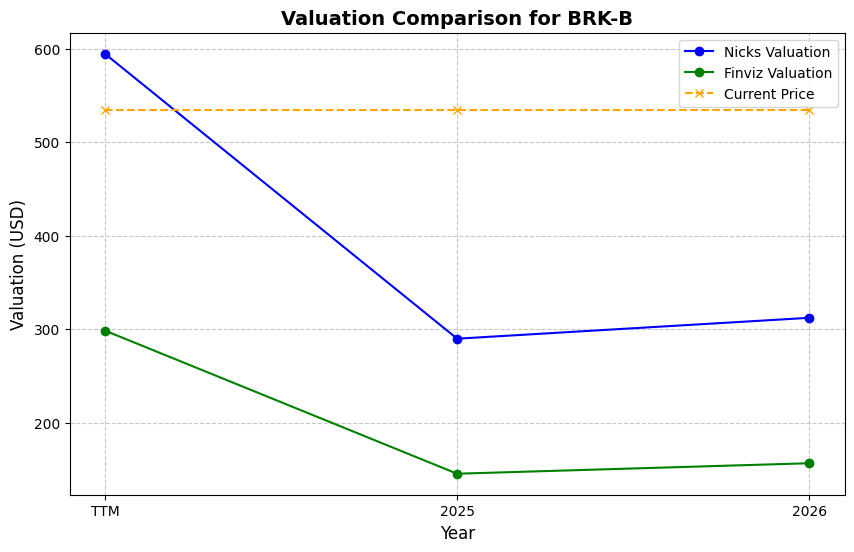 Valuation Comparison for BRK-B
Nicks Valuation
Finviz Valuation
Current Price
Valuation (USD)
600
500
400
300
200
TTM
2025
2026
Year